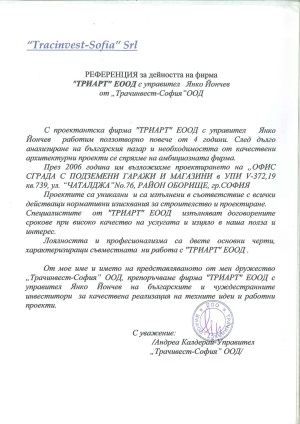 "Tracinvest-Sofia" Srl
РЕФЕРЕНЦИЯ за дейността на фирма
"ТРИАРТ" ЕООД с управител Янко Йончев
от „Трачинвест-София"ООД
С проектантска фирма "ТРИАРТ" ЕООД с управител Янко
Йончев работим ползотворно повече от 4 години. След дълго
анализиране на българския пазар и необходимостта от качествени
архитектурни проекти се спряхме на амбициозната фирма.
През 2006 година им възложихме проектирането на „ОФИС
СГРАДА С ПОДЗЕМЕНИ ГАРАЖИ И МАГАЗИНИ в УПИ V-372,19
кв.739, ул. "ЧАТАЛДЖА"No.76, РАЙОН ОБОРИЩЕ, гр.СОФИЯ
Проектите са уникални и са изпълнени в съответствие с всички
действащи нормативни изисквания за строителство и проектиране.
Специалистите от "ТРИАРТ" ЕООД изпълняват договорените
срокове при високо качество на услугата и изцяло в наша полза и
интерес.
Лоялността и професионализма са двете основни черти,
характеризиращи съвместната ни работа с "ТРИАРТ" ЕООД .
От мое име и името на представляваното от мен дружество
„Трачинвест-София" ООД, препоръчваме фирма "ТРИАРТ" ЕООД с
управител Янко Йончев на българските и чуждестранните
инвеститори за качествена реализация на техните идеи и работни
проекти.
С уважение:
/Андреа Калдерай-Управител
„Трачивест-София" ООД/